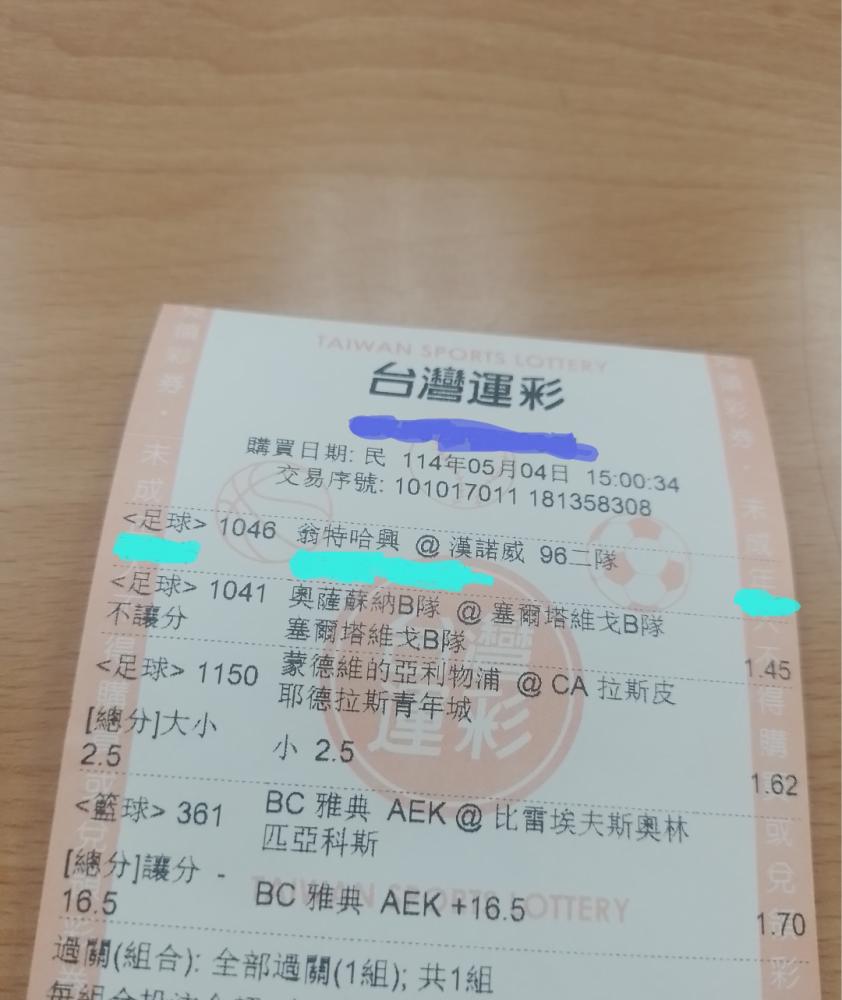 TAIWAN SPORTS LOTTERY
台灣運彩
購買日期: 民 114年05月04日 15:00:34
交易序號: 101017011 181358308
<足球> 1046 翁特哈興 @ 漢諾威 96二隊
<足球> 1041 奧薩蘇納B隊 @ 塞爾塔維戈B隊
不讓分 塞爾塔維戈B隊 1.45
<足球> 1150 蒙德維的亞利物浦 @ CA 拉斯皮
耶德拉斯青年城
[總分]大小
2.5 小 2.5 1.62
<籃球> 361 BC 雅典 AEK @ 比雷埃夫斯奧林
匹亞科斯
[總分]讓分 -
16.5 BC 雅典 AEK +16.5 1.70
TAIWAN SPORTS LOTTERY
過關(組合): 全部過關(1組); 共1組
台灣
運彩